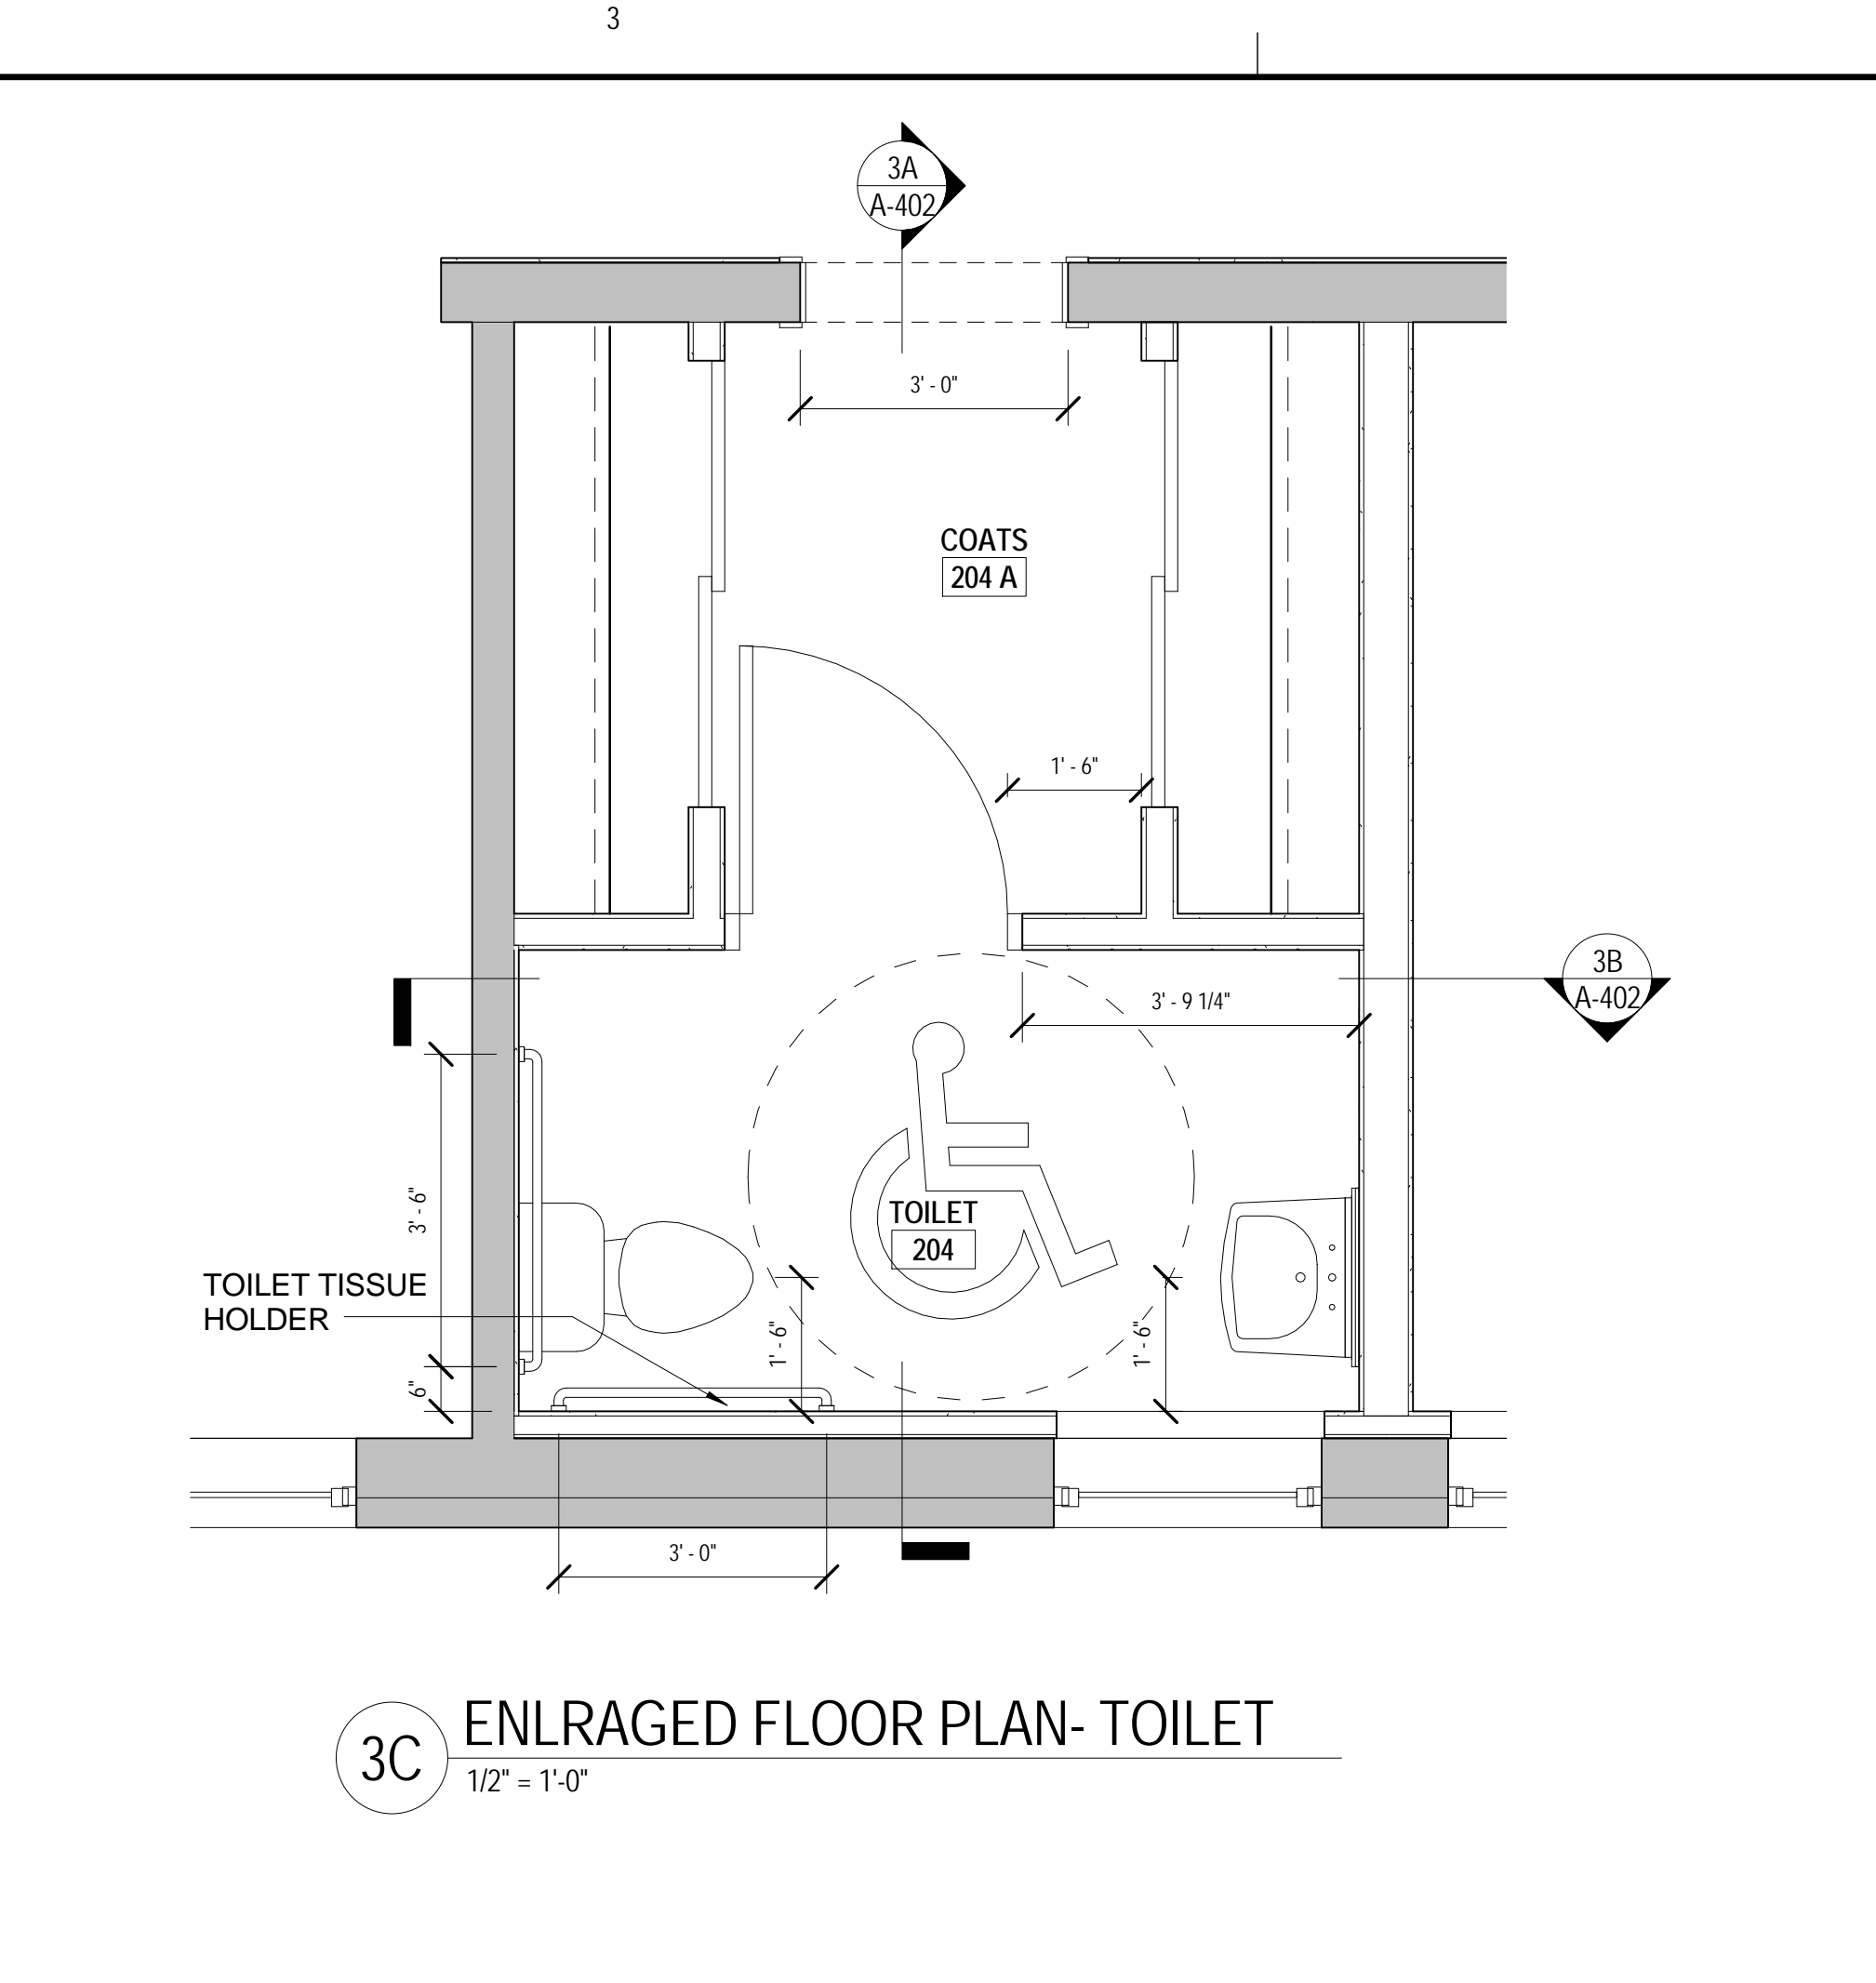 3
3A
A-402
3' - 0"
COATS
204 A
1' - 6"
3B
A-402
3' - 9 1/4"
3' - 6"
TOILET
204
TOILET TISSUE
HOLDER
1' - 6"
1' - 6"
6"
3' - 0"
3C
ENLRAGED FLOOR PLAN- TOILET
1/2" = 1'-0"